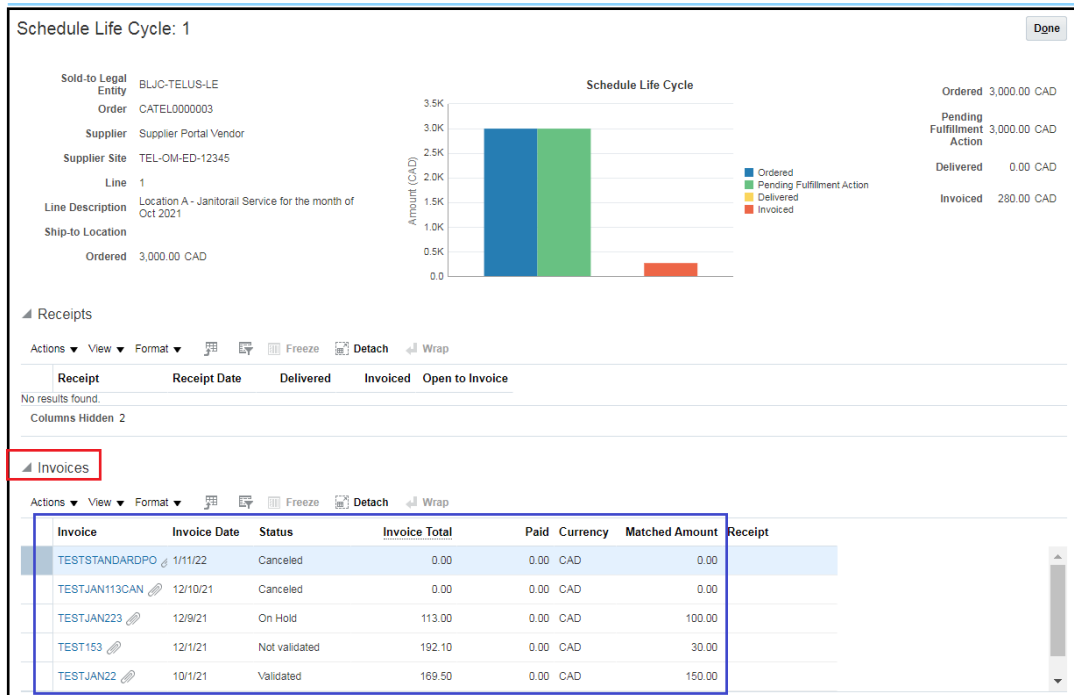 Schedule Life Cycle: 1
Done
Sold-to Legal Entity BLJC-TELUS-LE
Order CATEL0000003
Supplier Supplier Portal Vendor
Supplier Site TEL-OM-ED-12345
Line 1
Line Description Location A - Janitorail Service for the month of Oct 2021
Ship-to Location
Ordered 3,000.00 CAD
Schedule Life Cycle
Amount (CAD)
3.5K
3.0K
2.5K
2.0K
1.5K
1.0K
0.5K
0.0
Ordered
Pending Fulfillment Action
Delivered
Invoiced
Ordered 3,000.00 CAD
Pending Fulfillment Action 3,000.00 CAD
Delivered 0.00 CAD
Invoiced 280.00 CAD
Receipts
Actions View Format Freeze Detach Wrap
Receipt Receipt Date Delivered Invoiced Open to Invoice
No results found.
Columns Hidden 2
Invoices
Actions View Format Freeze Detach Wrap
Invoice Invoice Date Status Invoice Total Paid Currency Matched Amount Receipt
TESTSTANDARDPO 1/11/22 Canceled 0.00 0.00 CAD 0.00
TESTJAN113CAN 12/10/21 Canceled 0.00 0.00 CAD 0.00
TESTJAN223 12/9/21 On Hold 113.00 0.00 CAD 100.00
TEST153 12/1/21 Not validated 192.10 0.00 CAD 30.00
TESTJAN22 10/1/21 Validated 169.50 0.00 CAD 150.00